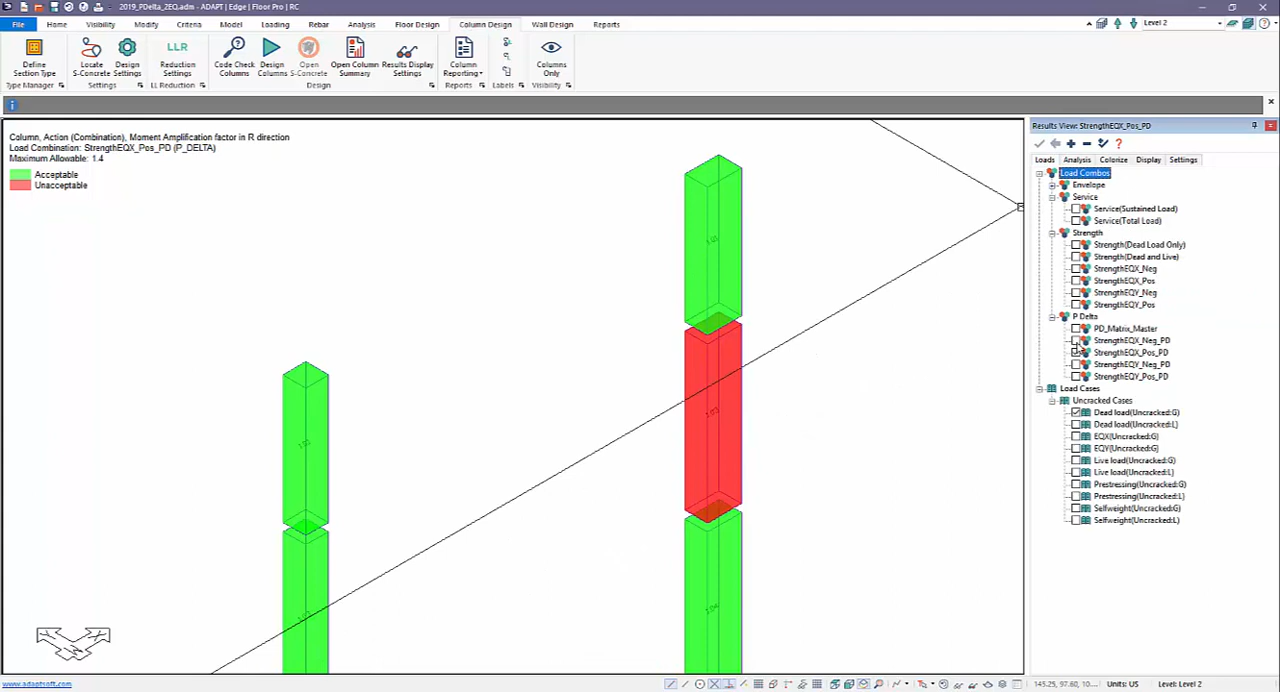 2019_PDelta_2EQ.adm - ADAPT | Edge | Floor Pro | RC
File Home Visibility Modify Criteria Model Loading Rebar Analysis Floor Design Column Design Wall Design Reports Level 2
Define Section Type
Locate S-Concrete
Design Settings
LLR
Reduction Settings
Code Check Columns
Design Columns
Open S-Concrete
Open Column Summary
Results Display Settings
Column Reporting
Columns Only
Type Manager Settings LL Reduction Design Reports Labels Visibility
Column, Action (Combination), Moment Amplification factor in R direction
Load Combination: StrengthEQX_Pos_PD (P_DELTA)
Maximum Allowable: 1.4
Acceptable
Unacceptable
1.04
Results View: StrengthEQX_Pos_PD
Loads Analysis Colorize Display Settings
Load Combos
Envelope
Service
Service(Sustained Load)
Service(Total Load)
Strength
Strength(Dead Load Only)
Strength(Dead and Live)
StrengthEQX_Neg
StrengthEQX_Pos
StrengthEQY_Neg
StrengthEQY_Pos
P Delta
PD_Matrix_Master
StrengthEQX_Neg_PD
StrengthEQX_Pos_PD
StrengthEQY_Neg_PD
StrengthEQY_Pos_PD
Load Cases
Uncracked Cases
Dead load(Uncracked:G)
Dead load(Uncracked:L)
EQX(Uncracked:G)
EQY(Uncracked:G)
Live load(Uncracked:G)
Live load(Uncracked:L)
Prestressing(Uncracked:G)
Prestressing(Uncracked:L)
Selfweight(Uncracked:G)
Selfweight(Uncracked:L)
www.adaptsoft.com
145.25, 97.60, 10... Units: US Level: Level 2